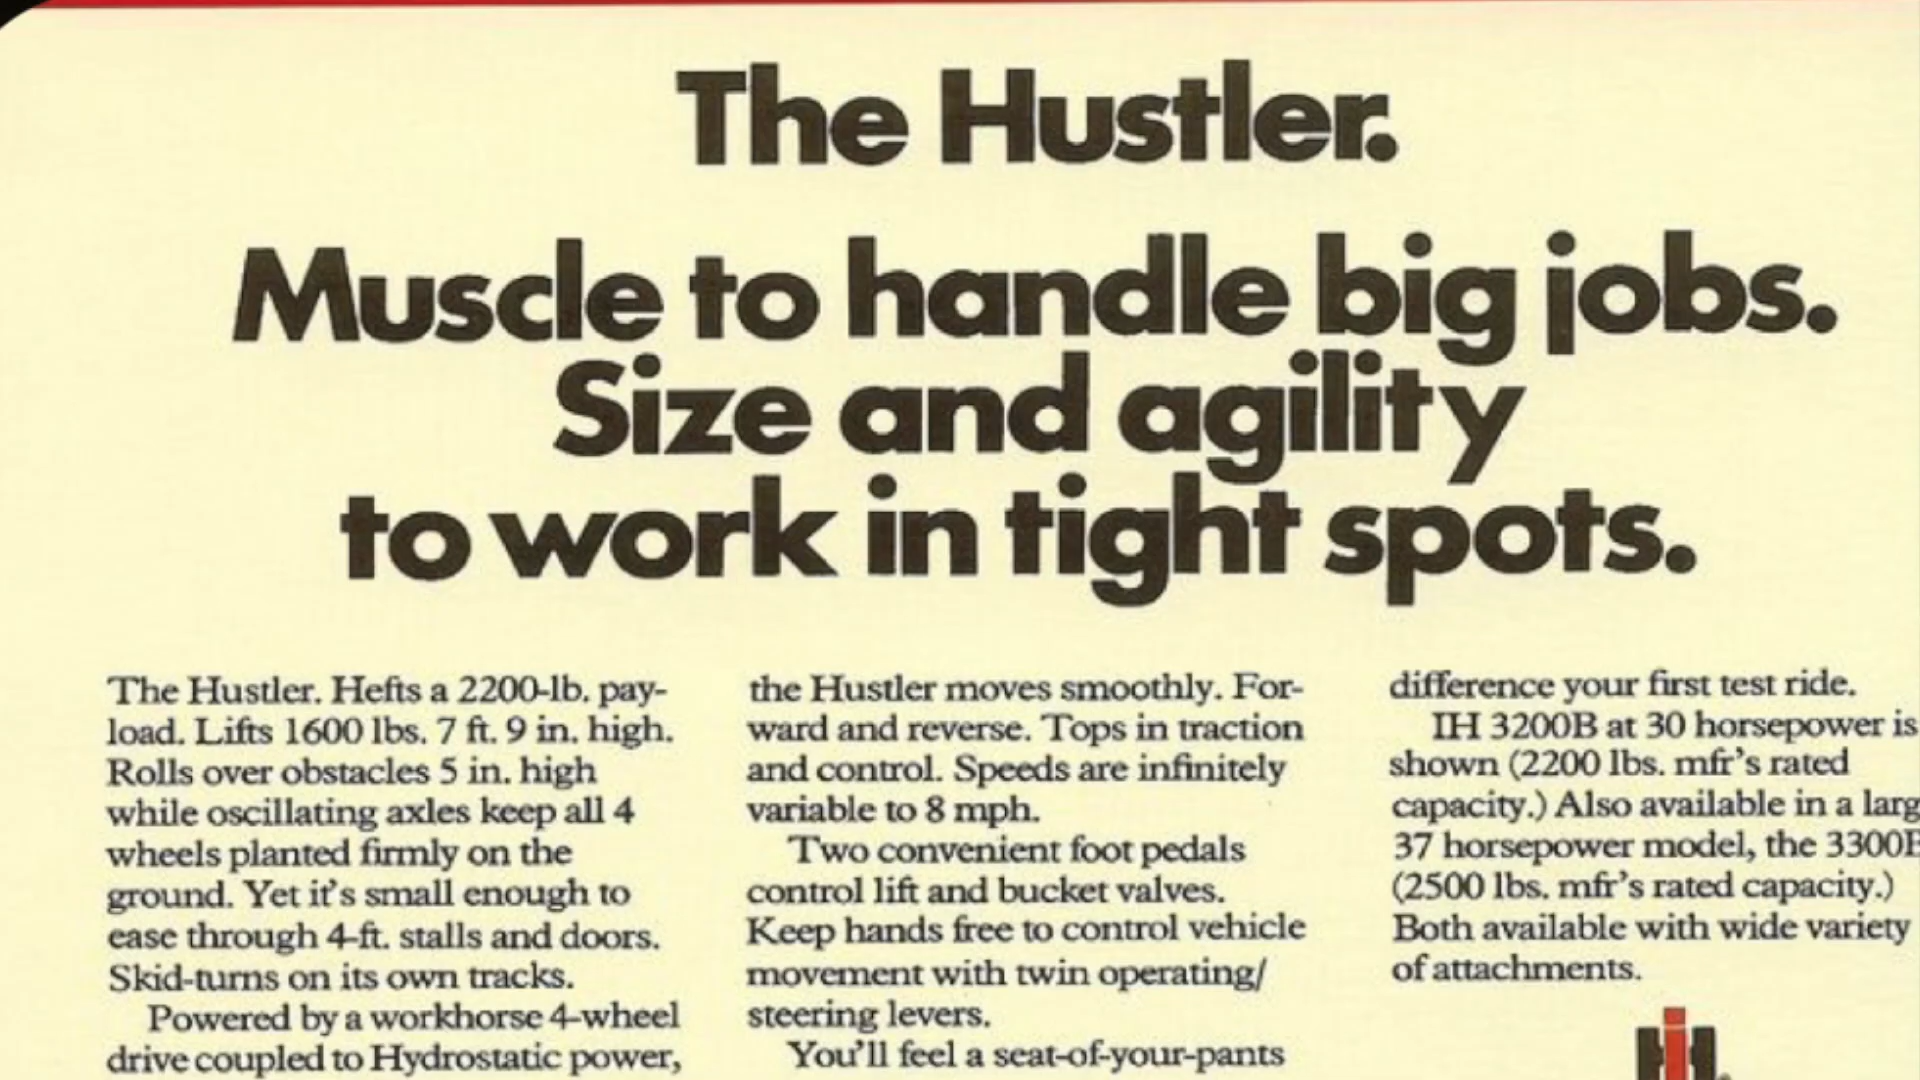 The Hustler.
Muscle to handle big jobs.
Size and agility
to work in tight spots.
The Hustler. Hefts a 2200-lb. pay-
load. Lifts 1600 lbs. 7 ft. 9 in. high.
Rolls over obstacles 5 in. high
while oscillating axles keep all 4
wheels planted firmly on the
ground. Yet it's small enough to
ease through 4-ft. stalls and doors.
Skid-turns on its own tracks.
Powered by a workhorse 4-wheel
drive coupled to Hydrostatic power,
the Hustler moves smoothly. For-
ward and reverse. Tops in traction
and control. Speeds are infinitely
variable to 8 mph.
Two convenient foot pedals
control lift and bucket valves.
Keep hands free to control vehicle
movement with twin operating/
steering levers.
You'll feel a seat-of-your-pants
difference your first test ride.
IH 3200B at 30 horsepower is
shown (2200 lbs. mfr's rated
capacity.) Also available in a
37 horsepower model, the
(2500 lbs. mfr's rated capacity.)
Both available with wide variety
of attachments.